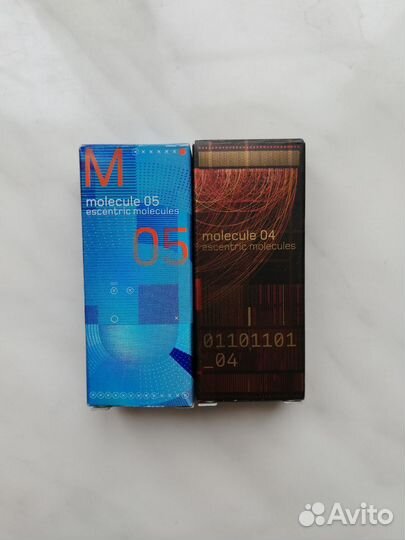 M
molecule 05
escentric molecules
05
molecule 04
escentric molecules
01101101
_04
Avito